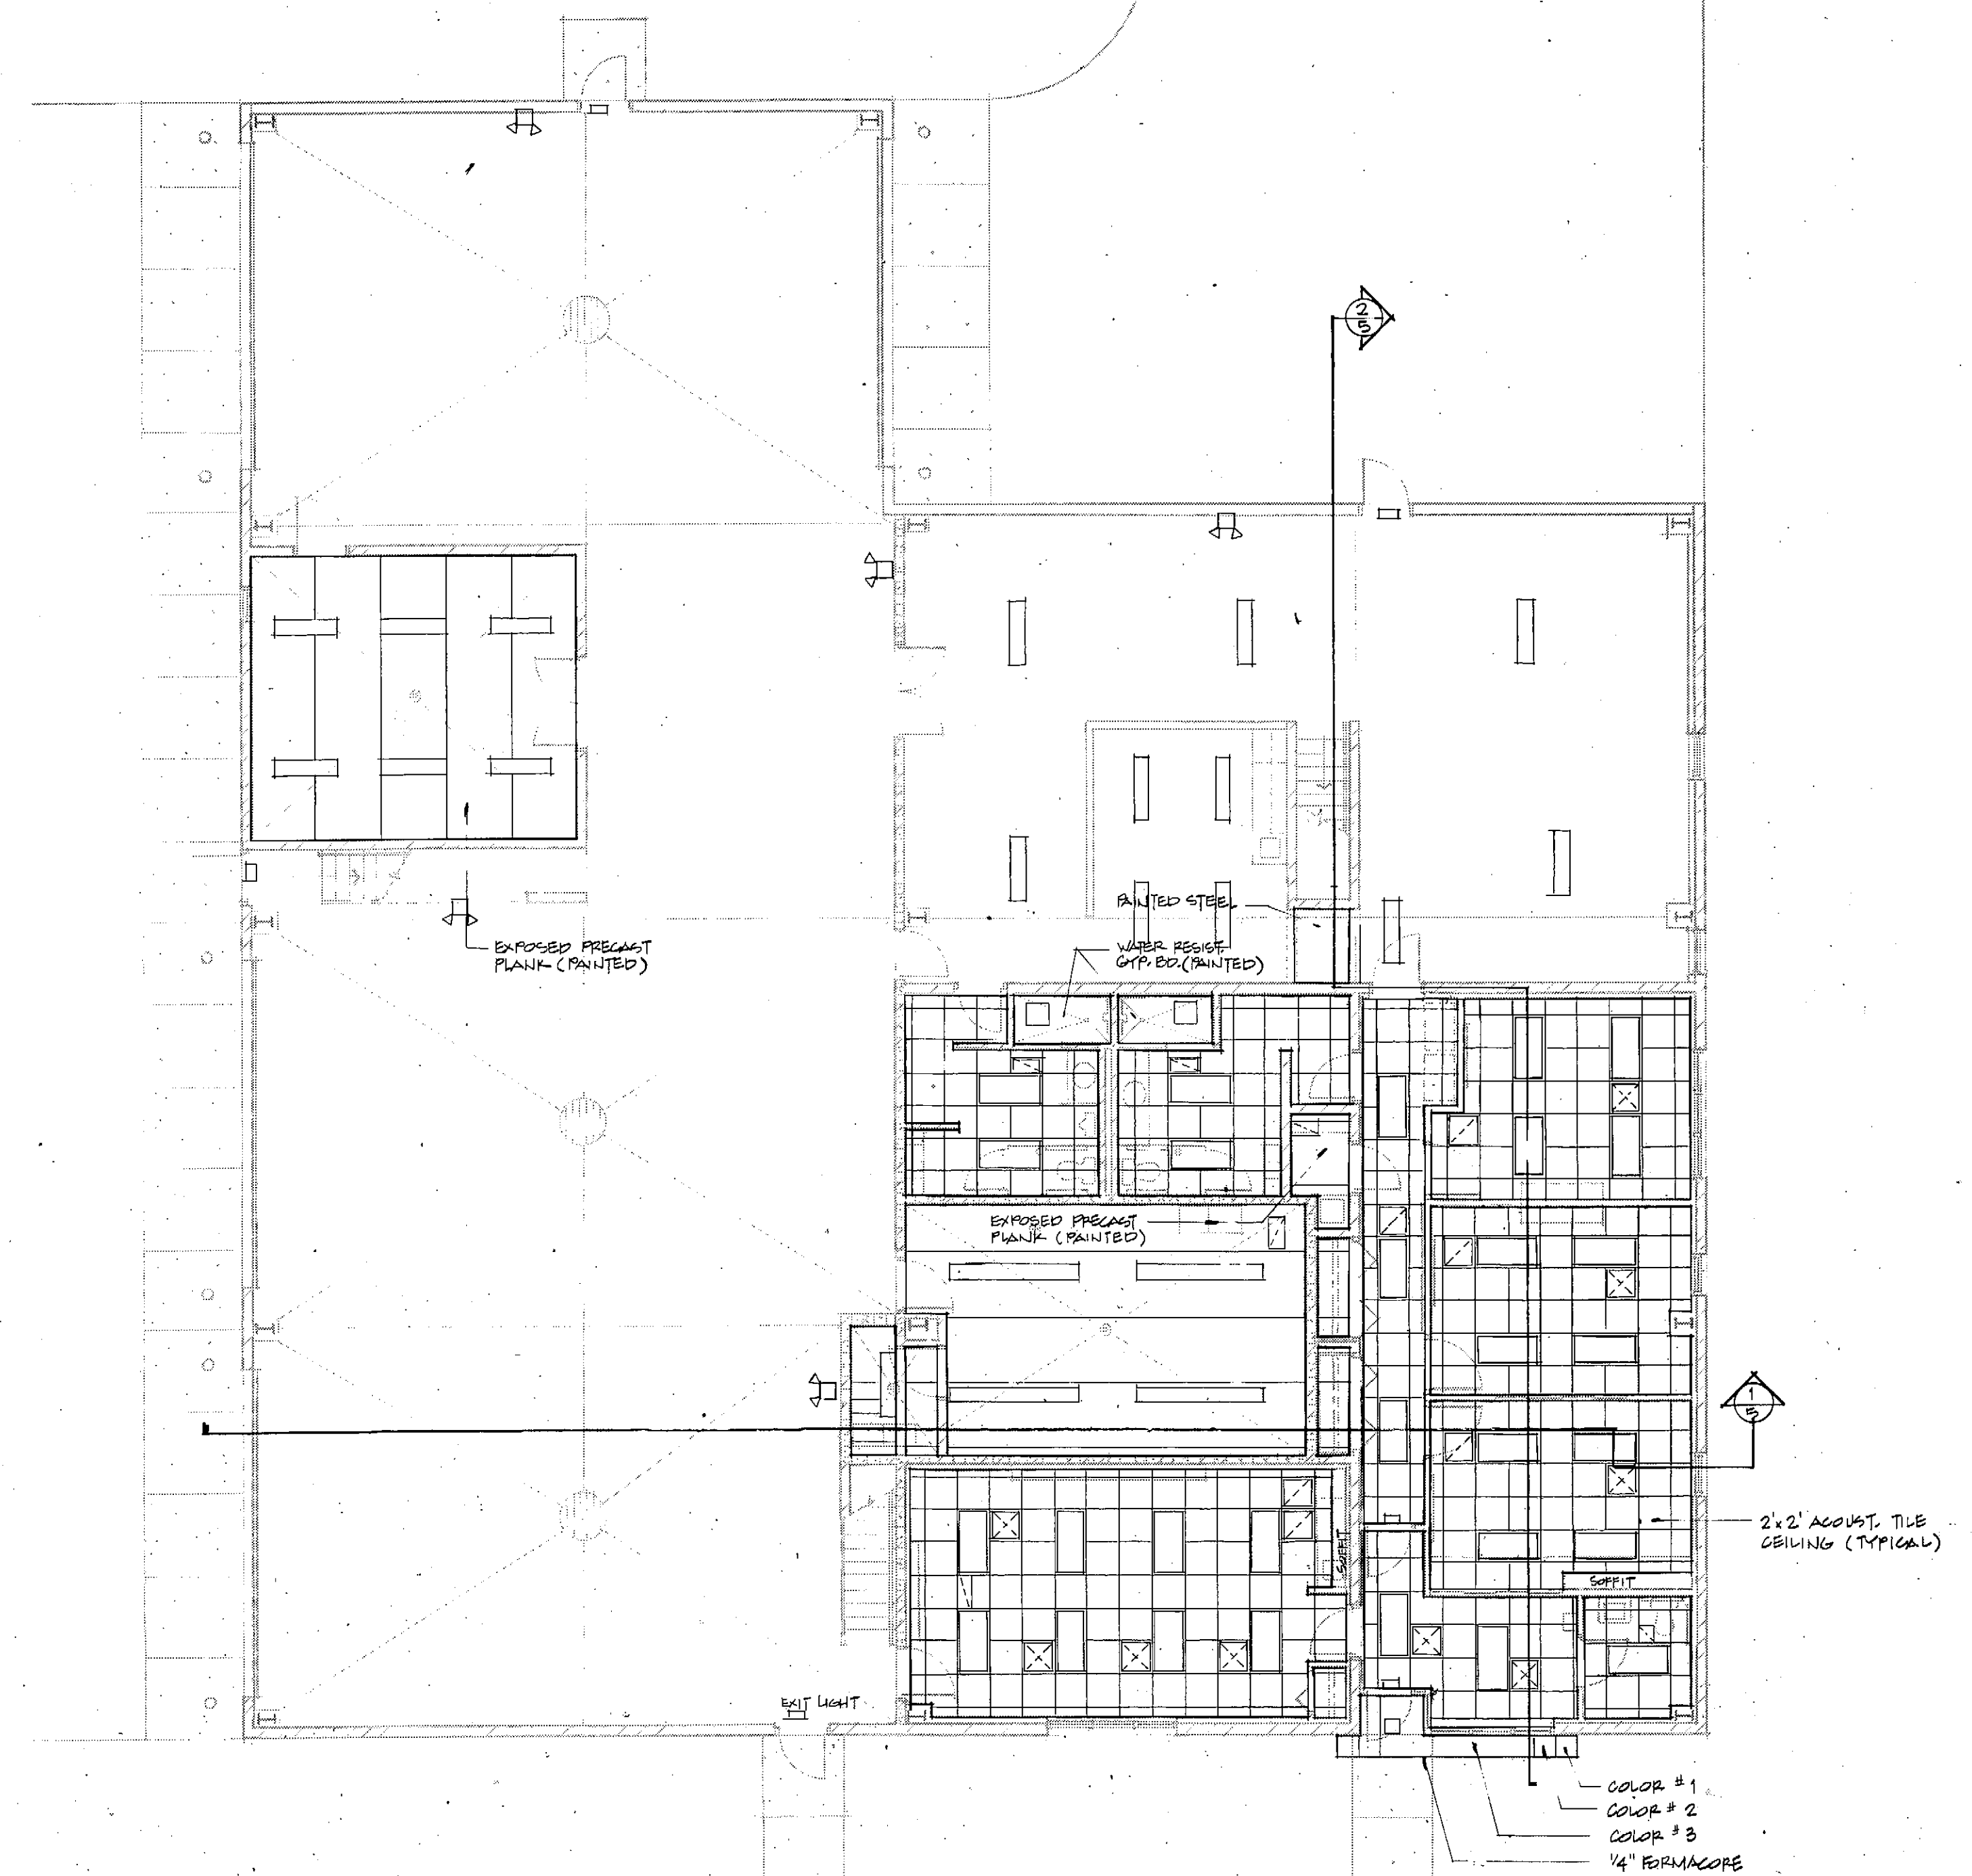 2
5
PAINTED STEEL
EXPOSED PRECAST
PLANK (PAINTED)
WATER RESIST.
GYP. BD. (PAINTED)
EXPOSED PRECAST
PLANK (PAINTED)
1
5
2'x2' ACOUST. TILE
CEILING (TYPICAL)
SOFFIT
SOFFIT
EXIT LIGHT
COLOR #1
COLOR #2
COLOR #3
1/4" FORMACORE